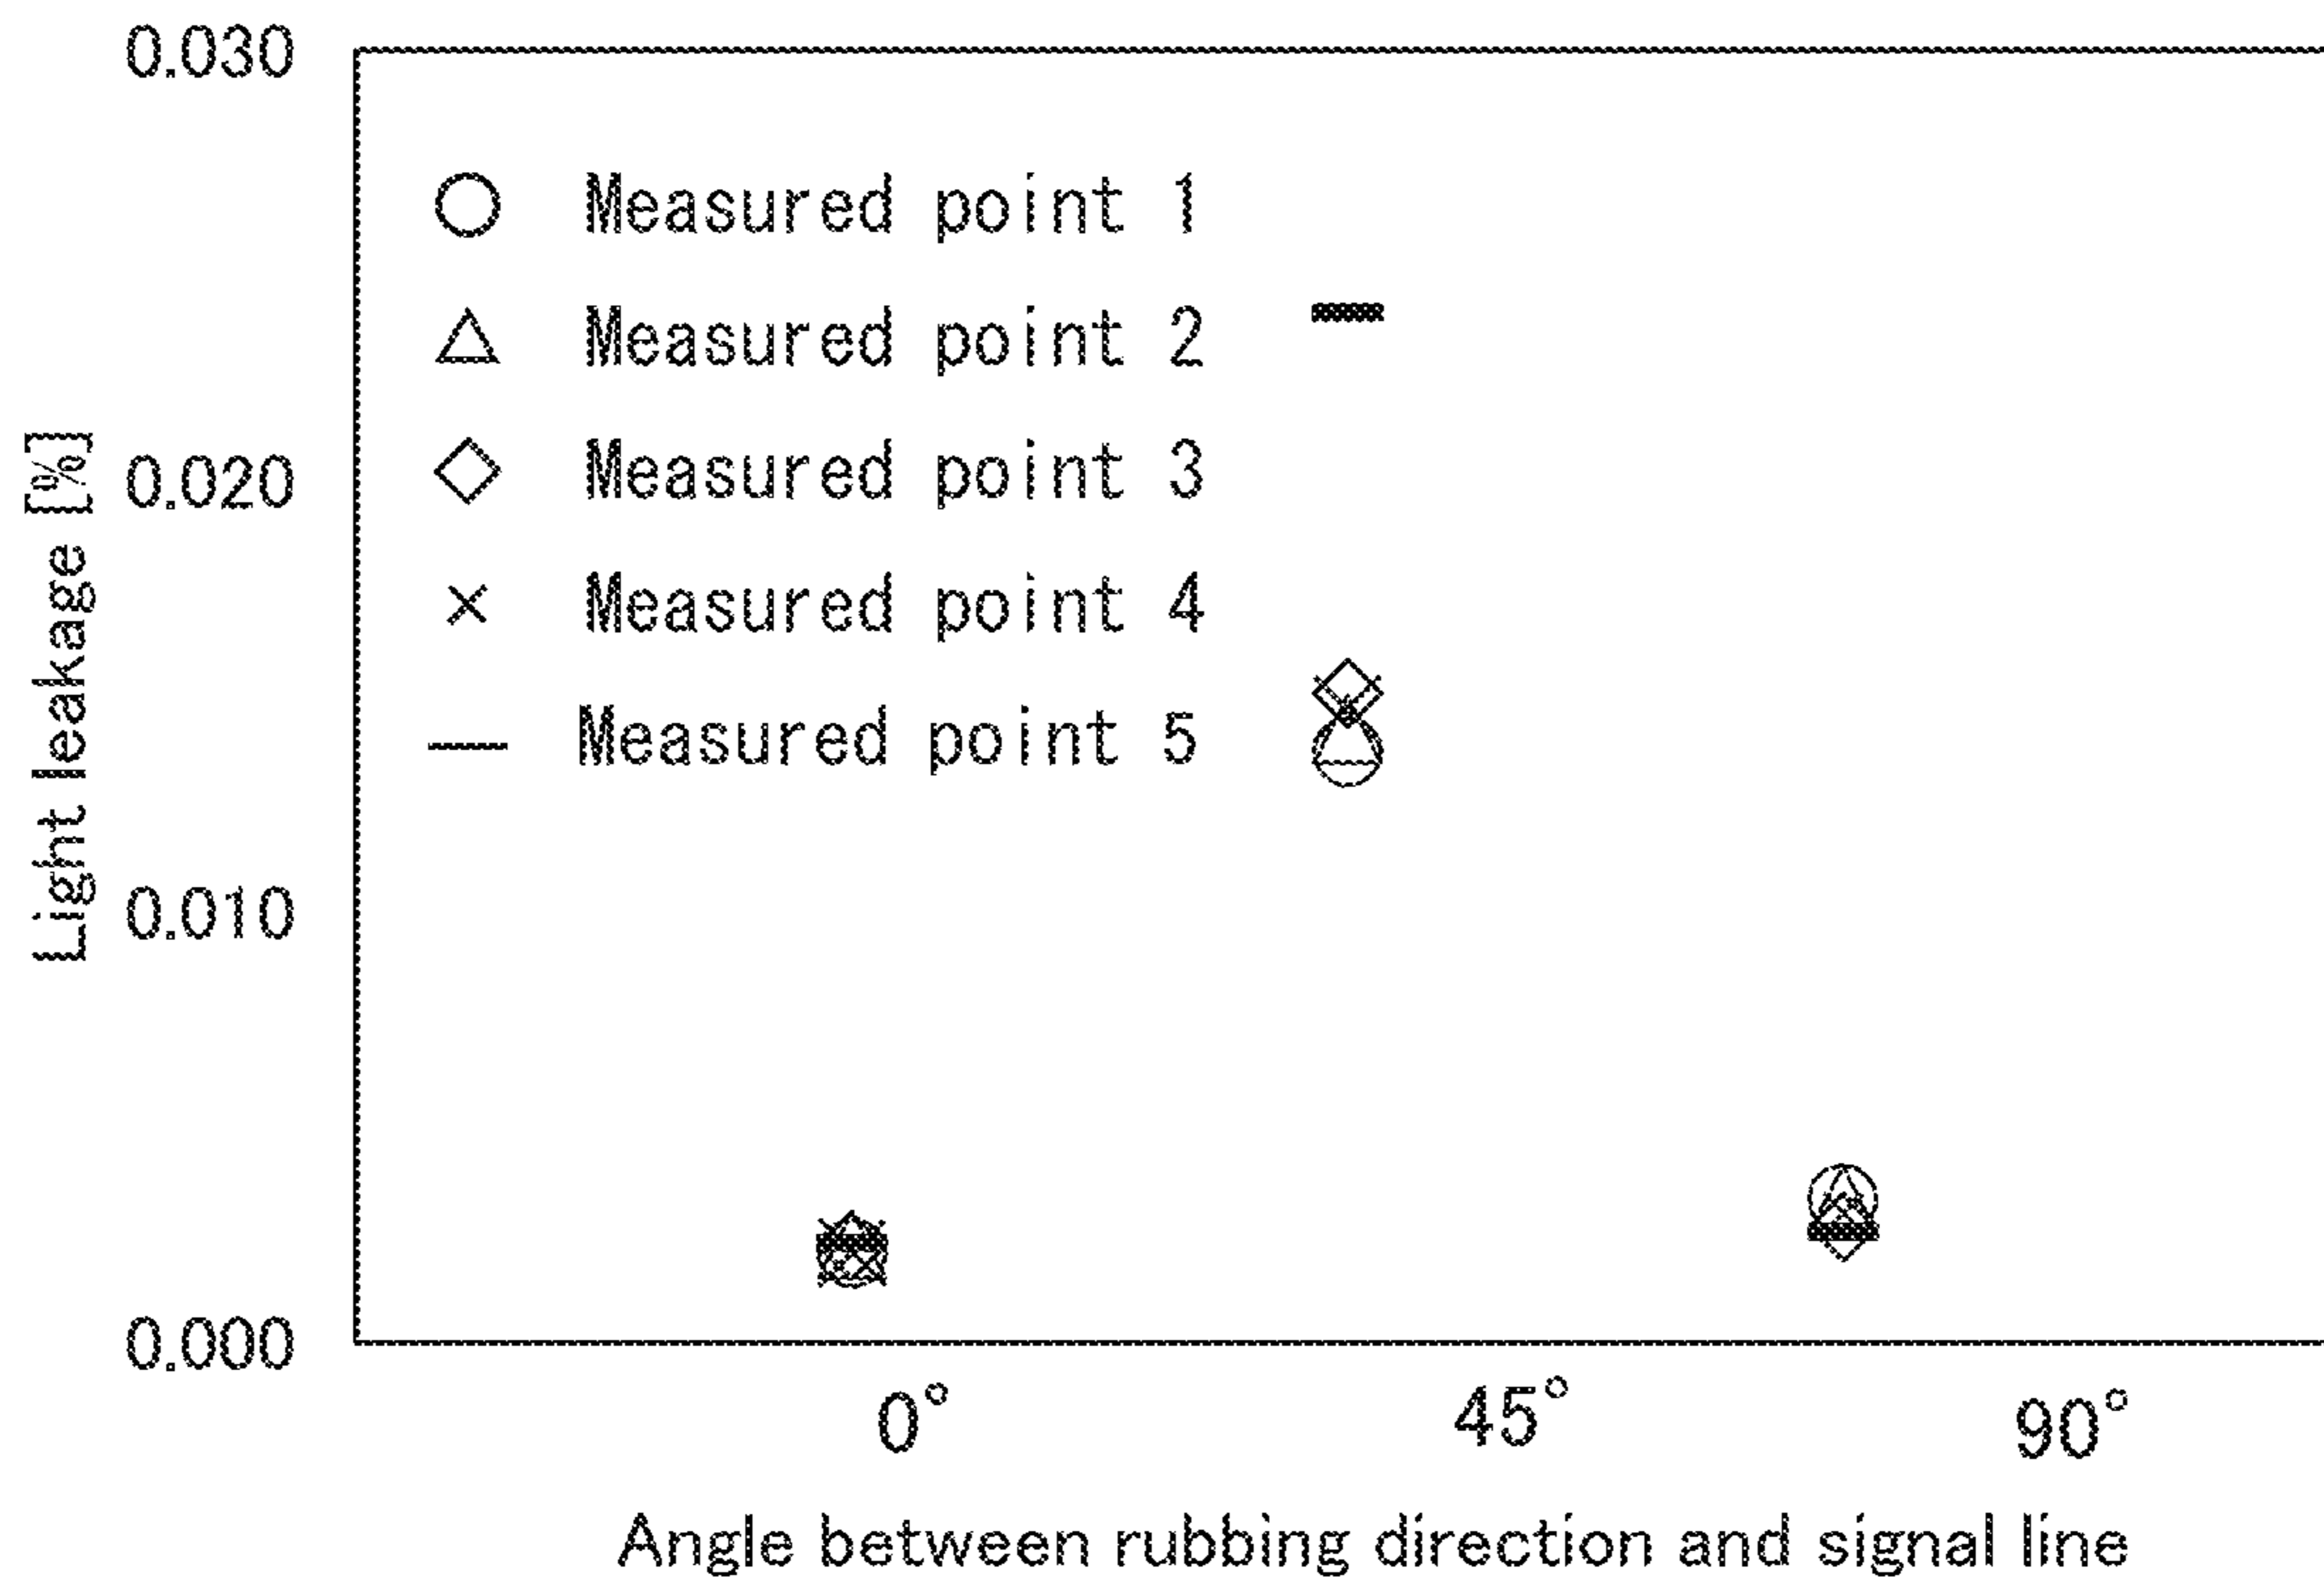 0.030
Measured point 1
Measured point 2
Measured point 3
Measured point 4
Measured point 5
0.020
0.010
0.000
Light leakage [%]
0°
45°
90°
Angle between rubbing direction and signal line